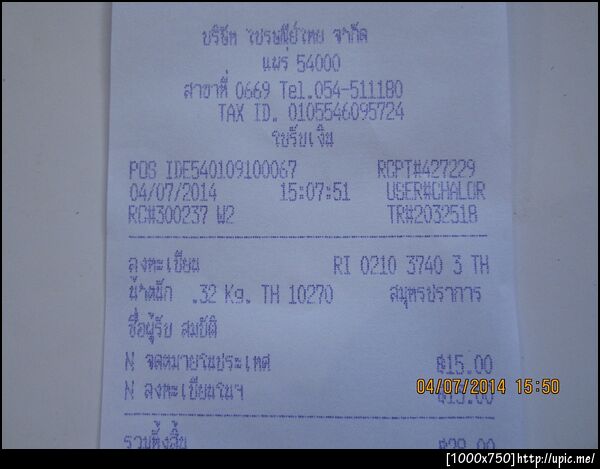 บริษัท ไปรษณีย์ไทย จำกัด
แพร่ 54000
สาขาที่ 0669 Tel.054-511180
TAX ID. 0105546095724
ใบรับเงิน
POS IDE540109100067 RCPT#427229
04/07/2014 15:07:51 USER#CHALOR
RC#300237 W2 TR#2032518
ลงทะเบียน RI 0210 3740 3 TH
น้ำหนัก .32 Kg. TH 10270 สมุทรปราการ
ชื่อผู้รับ สมบัติ
N จดหมายในประเทศ ฿15.00
N ลงทะเบียนในฯ
04/07/2014 15:50
รวมทั้งสิ้น
[1000x750]http://upic.me/